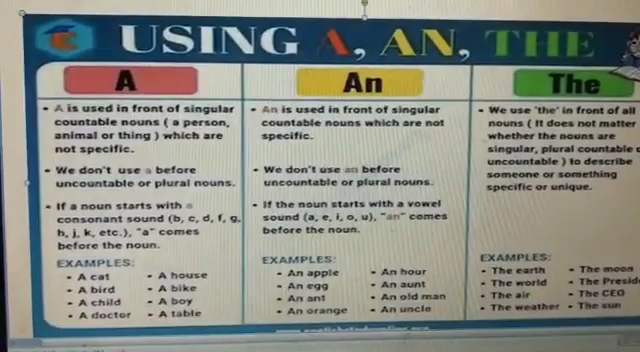 USING A, AN, THE
A
• A is used in front of singular
countable nouns ( a person,
animal or thing ) which are
not specific.
• We don't use a before
uncountable or plural nouns.
• If a noun starts with a
consonant sound (b, c, d, f, g,
h, j, k, etc.), "a" comes
before the noun.
EXAMPLES:
• A cat
• A bird
• A child
• A doctor
• A house
• A bike
• A boy
• A table
An
• An is used in front of singular
countable nouns which are not
specific.
• We don't use an before
uncountable or plural nouns.
• If the noun starts with a vowel
sound (a, e, i, o, u), "an" comes
before the noun.
EXAMPLES:
• An apple
• An egg
• An ant
• An orange
• An hour
• An aunt
• An old man
• An uncle
The
• We use 'the' in front of all
nouns ( It does not matter
whether the nouns are
singular, plural countable
uncountable ) to describe
someone or something
specific or unique.
EXAMPLES:
• The earth
• The world
• The air
• The weather
• The moon
• The Preside
• The CEO
• The sun